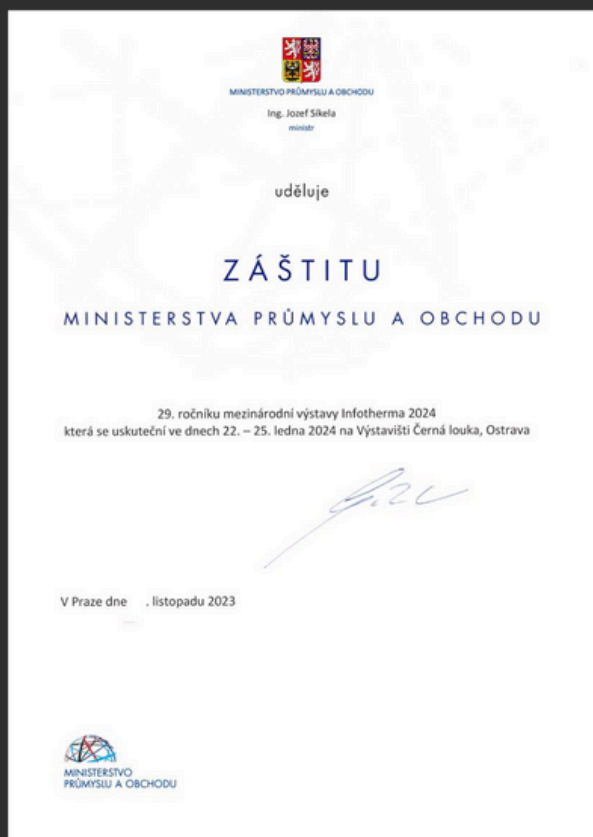 MINISTERSTVO PRŮMYSLU A OBCHODU
Ing. Jozef Síkela
ministr
uděluje
ZÁŠTITU
MINISTERSTVA PRŮMYSLU A OBCHODU
29. ročníku mezinárodní výstavy Infotherma 2024
která se uskuteční ve dnech 22. – 25. ledna 2024 na Výstavišti Černá louka, Ostrava
V Praze dne . listopadu 2023
MINISTERSTVO
PRŮMYSLU A OBCHODU